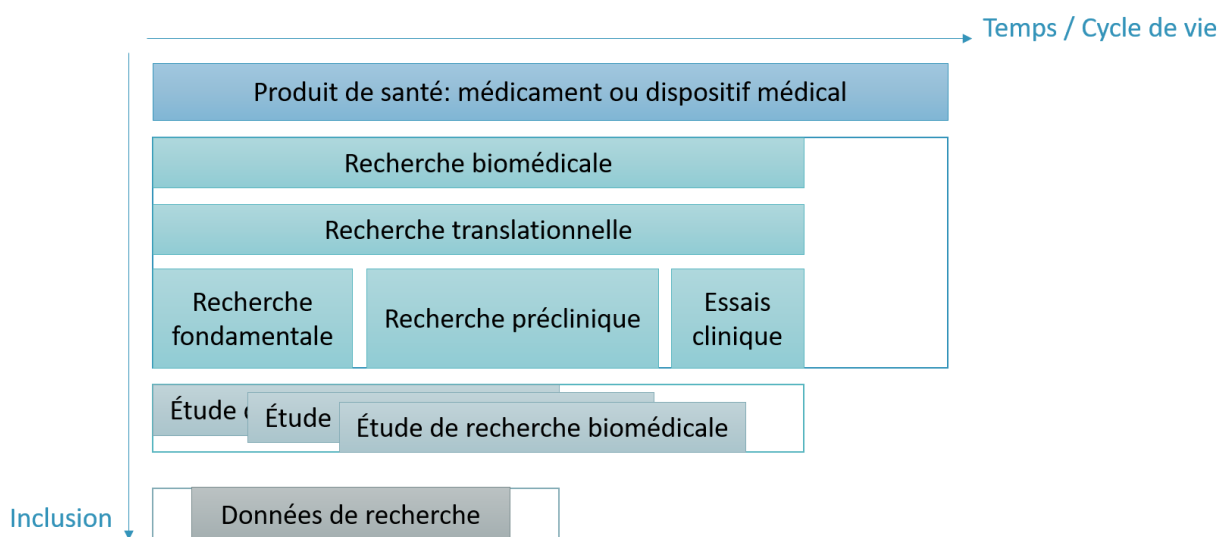 Temps / Cycle de vie
Produit de santé: médicament ou dispositif médical
Recherche biomédicale
Recherche translationnelle
Recherche
fondamentale
Recherche préclinique
Essais
clinique
Étude
Étude
Étude de recherche biomédicale
Données de recherche
Inclusion